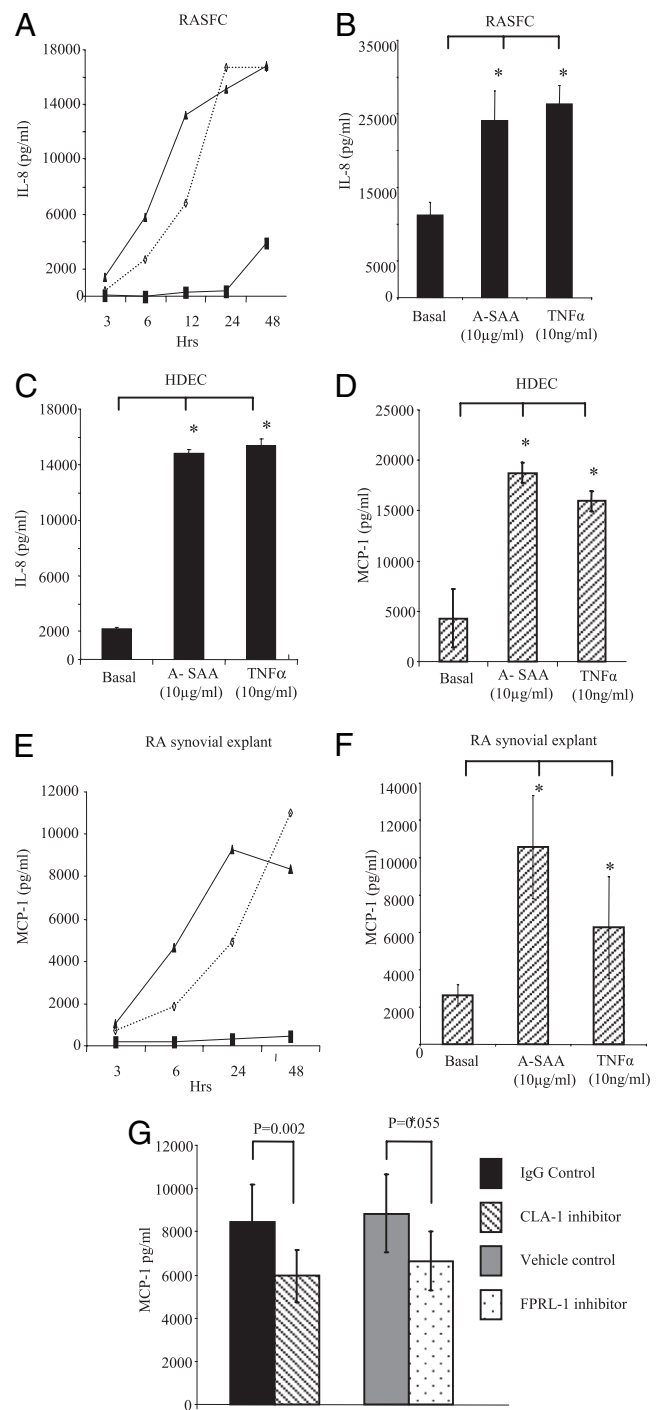 A
RASFC
18000
14000
10000
6000
2000
0
IL-8 (pg/ml)
3 6 12 24 48
Hrs
B
RASFC
35000
25000
15000
5000
0
IL-8 (pg/ml)
* *
Basal A-SAA TNFα
(10µg/ml) (10ng/ml)
C
HDEC
18000
14000
10000
6000
2000
0
IL-8 (pg/ml)
* *
Basal A- SAA TNFα
(10µg/ml) (10ng/ml)
D
HDEC
25000
20000
15000
10000
5000
0
MCP-1 (pg/ml)
* *
Basal A- SAA TNFα
(10µg/ml) (10ng/ml)
E
RA synovial explant
12000
10000
8000
6000
4000
2000
0
MCP-1 (pg/ml)
3 6 24 48
Hrs
F
RA synovial explant
14000
12000
10000
8000
6000
4000
2000
0
MCP-1 (pg/ml)
* *
Basal A-SAA TNFα
(10µg/ml) (10ng/ml)
G
P=0.002 P=0.055
*
12000
10000
8000
6000
4000
2000
0
MCP-1 pg/ml
IgG Control
CLA-1 inhibitor
Vehicle control
FPRL-1 inhibitor